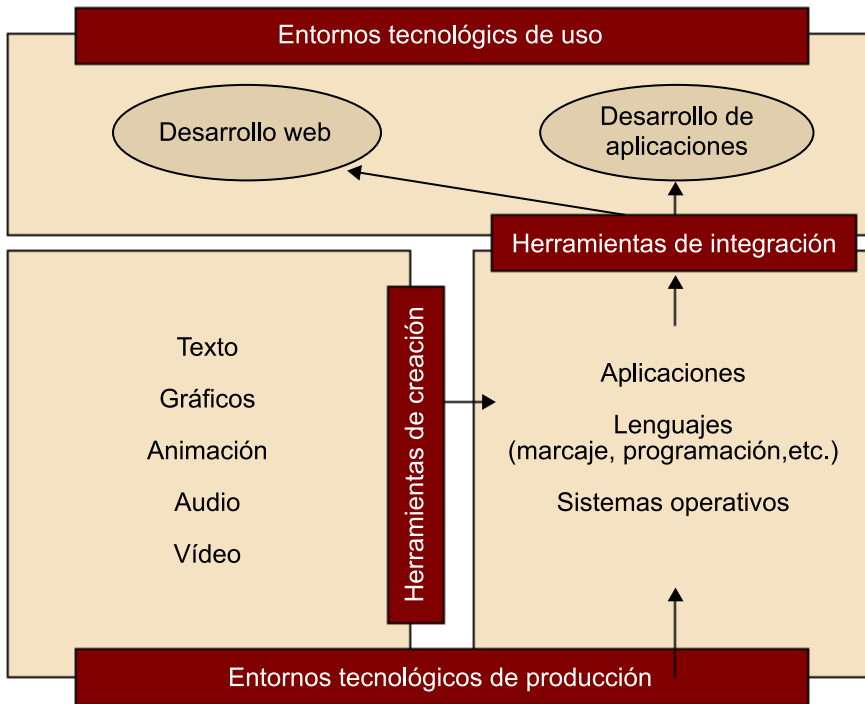 Entornos tecnológics de uso
Desarrollo web
Desarrollo de
aplicaciones
Herramientas de integración
Texto
Gráficos
Animación
Audio
Vídeo
Herramientas de creación
Aplicaciones
Lenguajes
(marcaje, programación,etc.)
Sistemas operativos
Entornos tecnológicos de producción